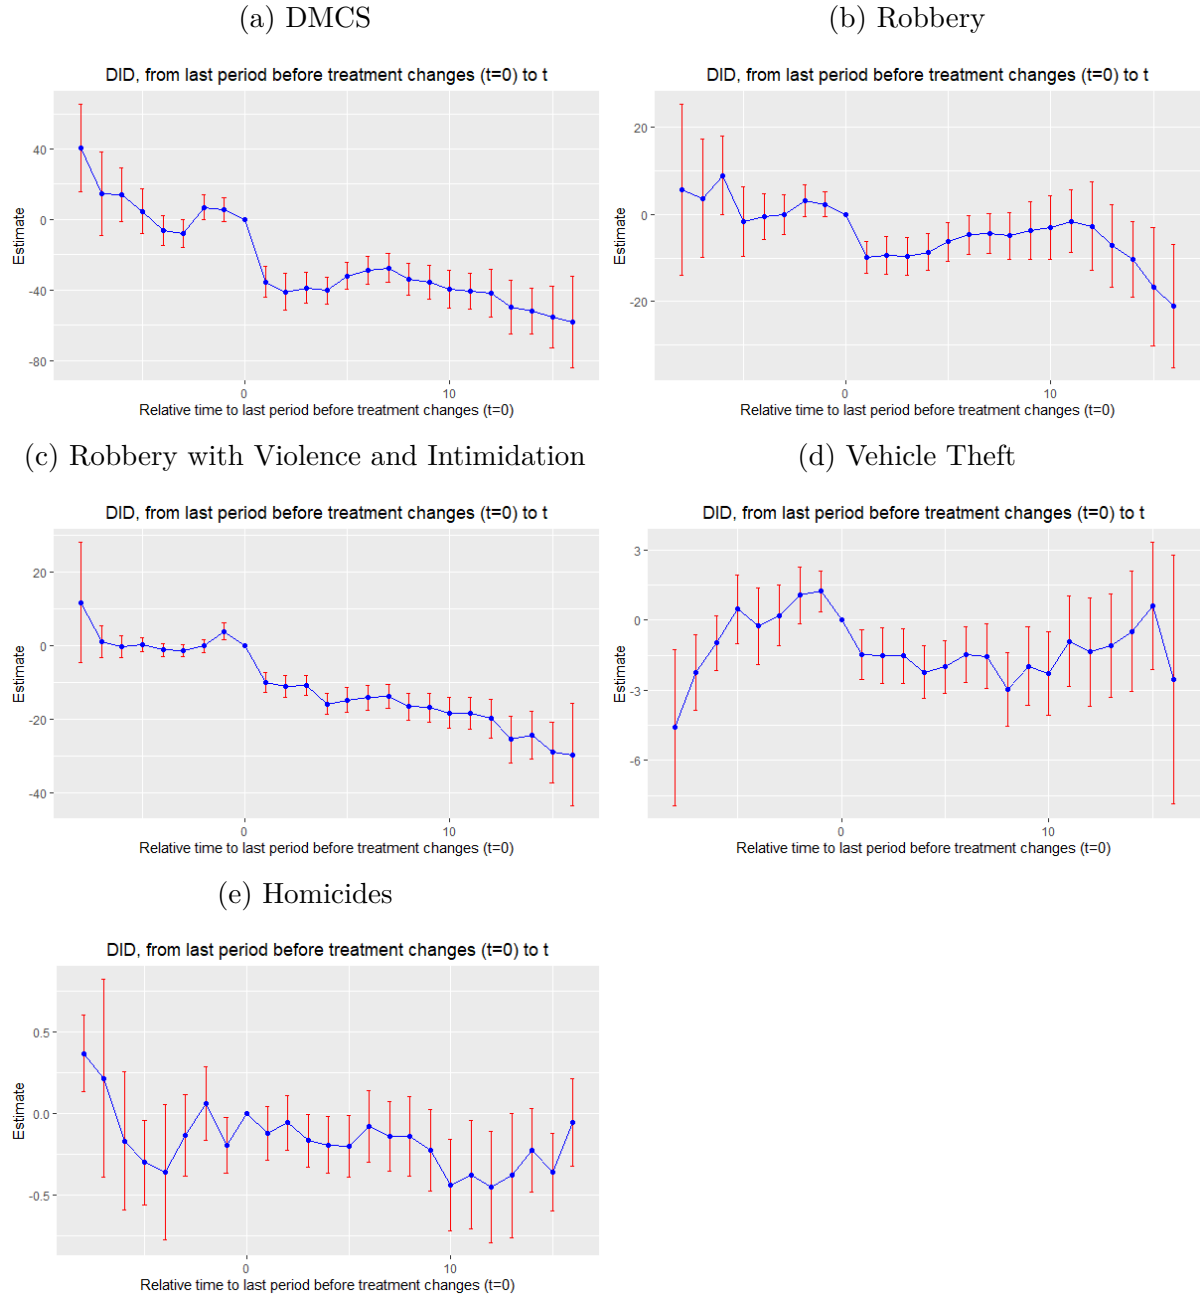 (a) DMCS
DID, from last period before treatment changes (t=0) to t
Estimate
40
0
-40
-80
0
10
Relative time to last period before treatment changes (t=0)
(b) Robbery
DID, from last period before treatment changes (t=0) to t
Estimate
20
0
-20
0
10
Relative time to last period before treatment changes (t=0)
(c) Robbery with Violence and Intimidation
DID, from last period before treatment changes (t=0) to t
Estimate
20
0
-20
-40
0
10
Relative time to last period before treatment changes (t=0)
(d) Vehicle Theft
DID, from last period before treatment changes (t=0) to t
Estimate
3
0
-3
-6
0
10
Relative time to last period before treatment changes (t=0)
(e) Homicides
DID, from last period before treatment changes (t=0) to t
Estimate
0.5
0.0
-0.5
0
10
Relative time to last period before treatment changes (t=0)